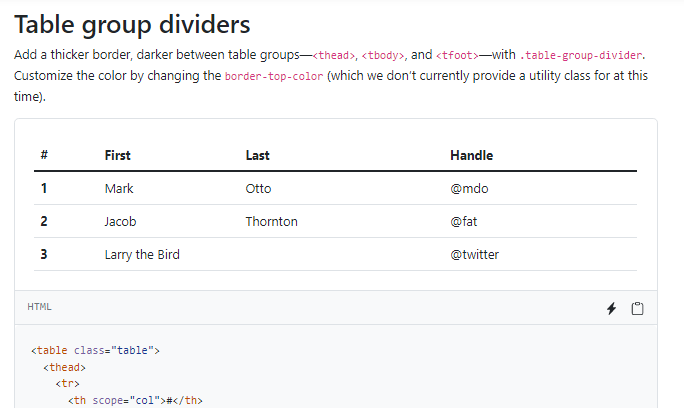 Table group dividers
Add a thicker border, darker between table groups—<thead>, <tbody>, and <tfoot>—with .table-group-divider.
Customize the color by changing the border-top-color (which we don't currently provide a utility class for at this
time).
# First Last Handle
1 Mark Otto @mdo
2 Jacob Thornton @fat
3 Larry the Bird @twitter
HTML
<table class="table">
<thead>
<tr>
<th scope="col">#</th>